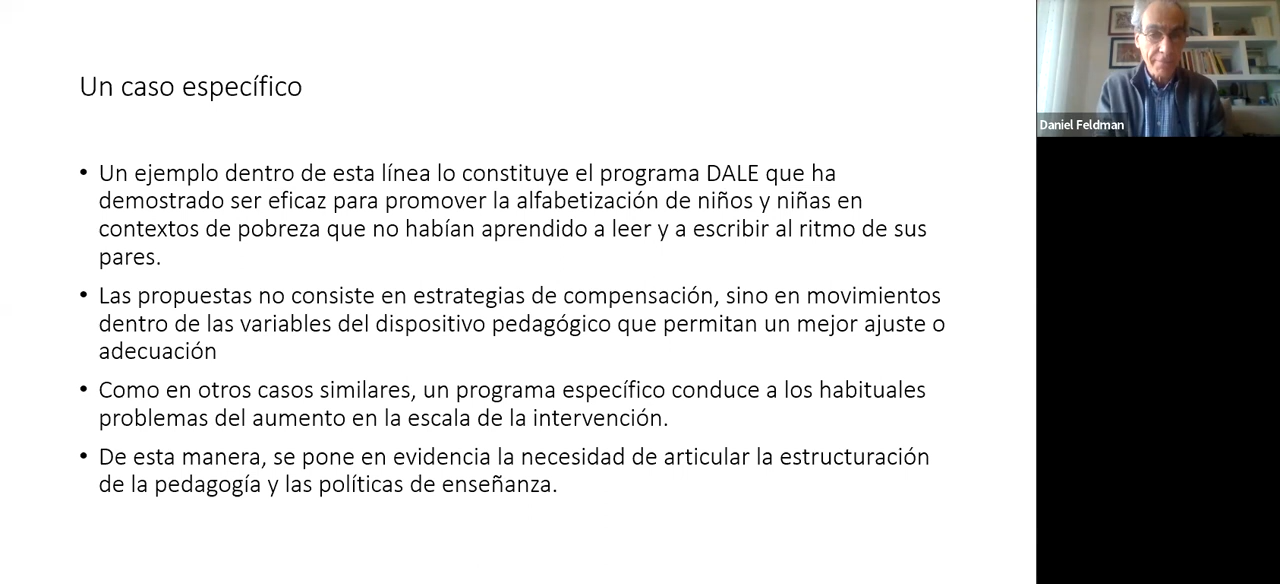 Un caso específico
• Un ejemplo dentro de esta línea lo constituye el programa DALE que ha
demostrado ser eficaz para promover la alfabetización de niños y niñas en
contextos de pobreza que no habían aprendido a leer y a escribir al ritmo de sus
pares.
• Las propuestas no consiste en estrategias de compensación, sino en movimientos
dentro de las variables del dispositivo pedagógico que permitan un mejor ajuste o
adecuación
• Como en otros casos similares, un programa específico conduce a los habituales
problemas del aumento en la escala de la intervención.
• De esta manera, se pone en evidencia la necesidad de articular la estructuración
de la pedagogía y las políticas de enseñanza.
Daniel Feldman